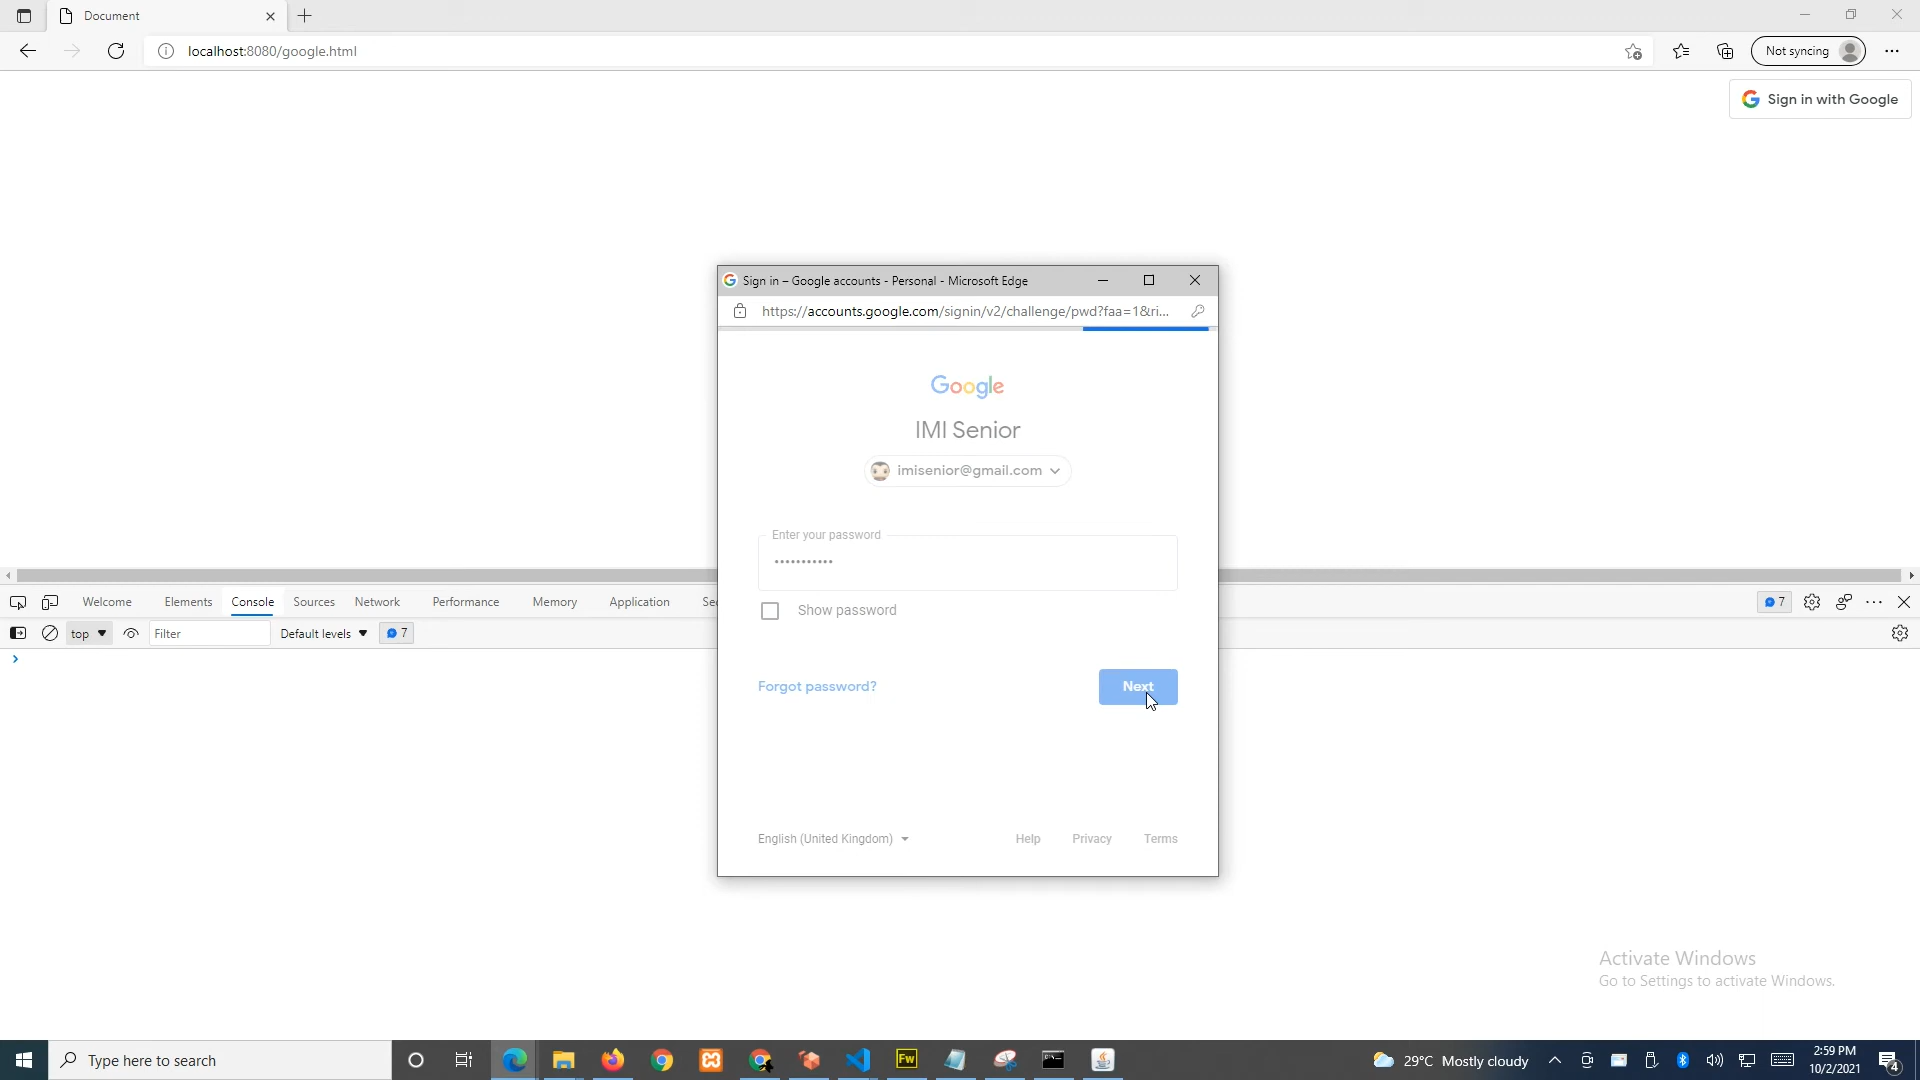 Document
localhost:8080/google.html
Not syncing
Sign in with Google
Sign in – Google accounts - Personal - Microsoft Edge
https://accounts.google.com/signin/v2/challenge/pwd?faa=1&ri...
Google
IMI Senior
imisenior@gmail.com
Enter your password
•••••••••••
Show password
Forgot password?
Next
English (United Kingdom)
Help
Privacy
Terms
Welcome
Elements
Console
Sources
Network
Performance
Memory
Application
Sec
7
top
Filter
Default levels
7
Activate Windows
Go to Settings to activate Windows.
Type here to search
Fw
29°C Mostly cloudy
2:59 PM
10/2/2021
4